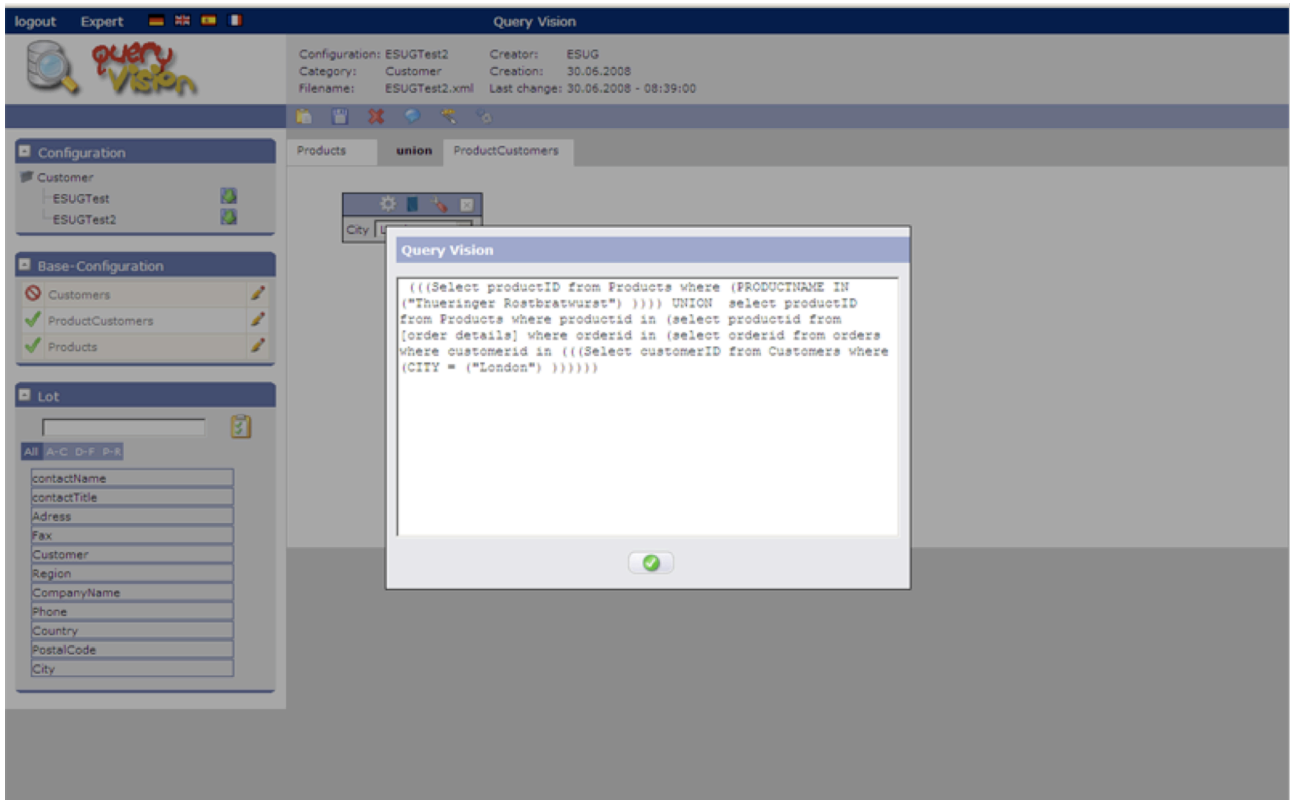 logout Expert Query Vision
query
Vision
Configuration: ESUGTest2 Creator: ESUG
Category: Customer Creation: 30.06.2008
Filename: ESUGTest2.xml Last change: 30.06.2008 - 08:39:00
Configuration
Customer
ESUGTest
ESUGTest2
Base-Configuration
Customers
ProductCustomers
Products
Lot
All A-C D-F P-R
contactName
contactTitle
Adress
Fax
Customer
Region
CompanyName
Phone
Country
PostalCode
City
Products union ProductCustomers
City
Query Vision
(((Select productID from Products where (PRODUCTNAME IN
("Thueringer Rostbratwurst") )))) UNION select productID
from Products where productid in (select productid from
[order details] where orderid in (select orderid from orders
where customerid in (((Select customerID from Customers where
(CITY = ("London") ))))))